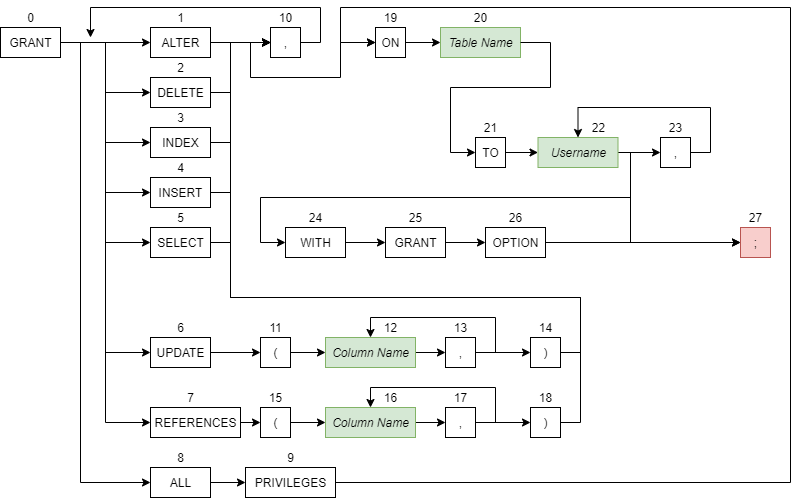 0
GRANT
1
ALTER
10
,
19
ON
20
Table Name
2
DELETE
3
INDEX
4
INSERT
5
SELECT
21
TO
22
Username
23
,
24
WITH
25
GRANT
26
OPTION
27
;
6
UPDATE
11
(
12
Column Name
13
,
14
)
7
REFERENCES
15
(
16
Column Name
17
,
18
)
8
ALL
9
PRIVILEGES